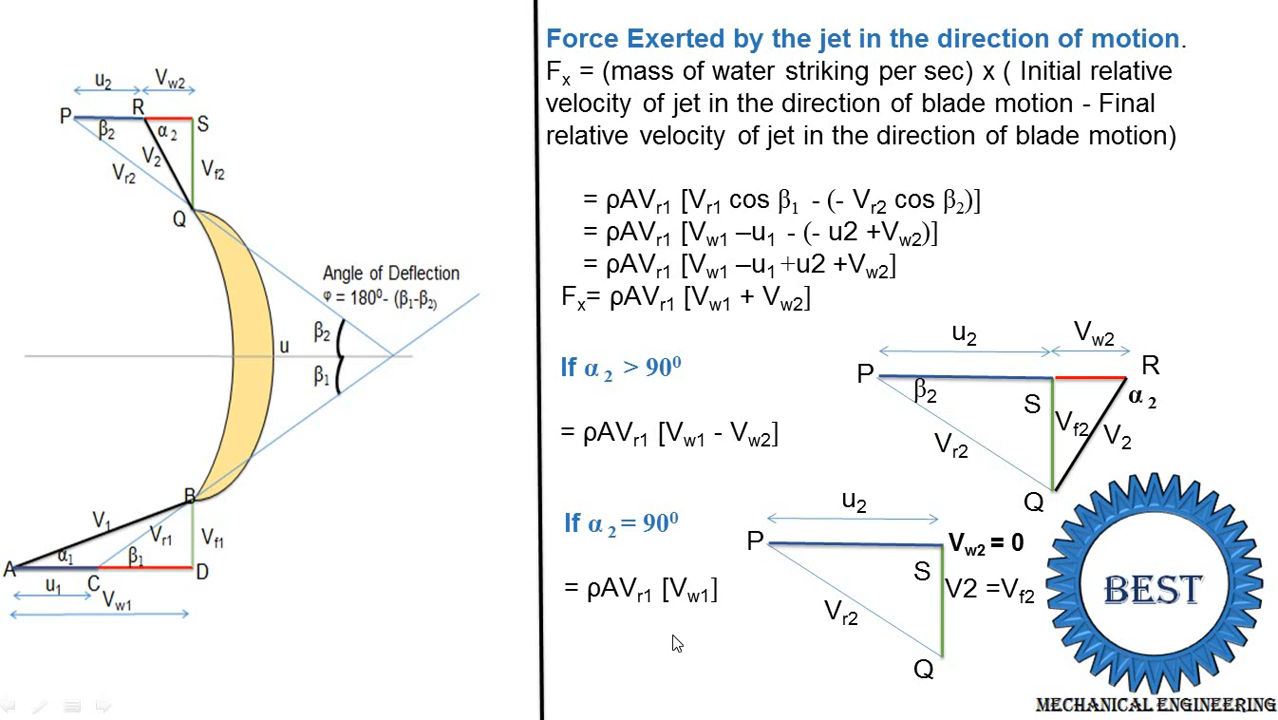 Force Exerted by the jet in the direction of motion.
Fx = (mass of water striking per sec) x ( Initial relative
velocity of jet in the direction of blade motion - Final
relative velocity of jet in the direction of blade motion)
= ρAVr1 [Vr1 cos β1 - (- Vr2 cos β2)]
= ρAVr1 [Vw1 –u1 - (- u2 +Vw2)]
= ρAVr1 [Vw1 –u1 +u2 +Vw2]
Fx= ρAVr1 [Vw1 + Vw2]
If α2 > 90⁰
= ρAVr1 [Vw1 - Vw2]
If α2 = 90⁰
= ρAVr1 [Vw1]
u2 Vw2
P R S
β2 α2
V2
Vr2 Vf2
Q
Angle of Deflection
φ = 180⁰- (β1-β2)
β2
u
β1
B
V1 Vr1 Vf1
α1 β1
A C D
u1
Vw1
u2 Vw2
P R
β2 S α2
Vf2 V2
Vr2
Q
u2
P Vw2 = 0
S
V2 =Vf2
Vr2
Q
BEST
MECHANICAL ENGINEERING